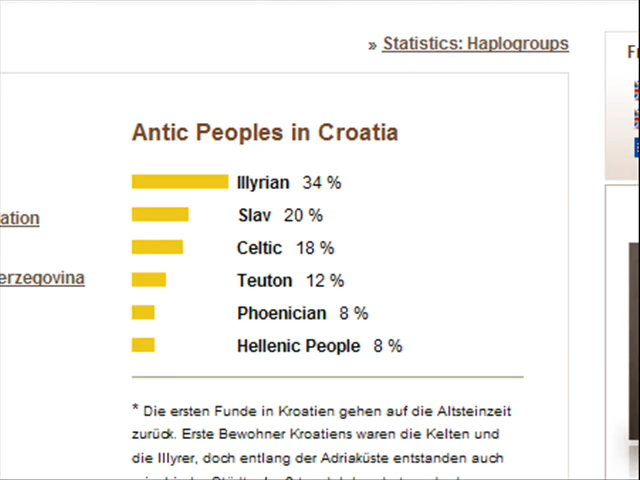 » Statistics: Haplogroups
Antic Peoples in Croatia
Illyrian 34 %
Slav 20 %
ation
Celtic 18 %
erzegovina
Teuton 12 %
Phoenician 8 %
Hellenic People 8 %
* Die ersten Funde in Kroatien gehen auf die Altsteinzeit
zurück. Erste Bewohner Kroatiens waren die Kelten und
die Illyrer, doch entlang der Adriaküste entstanden auch